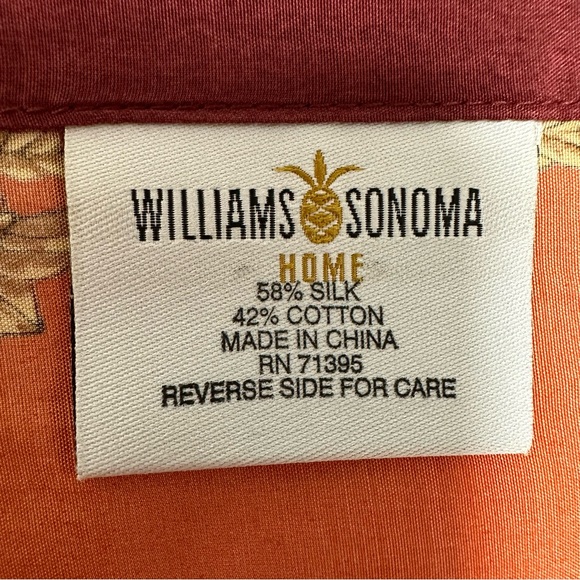 WILLIAMS SONOMA
HOME
58% SILK
42% COTTON
MADE IN CHINA
RN 71395
REVERSE SIDE FOR CARE